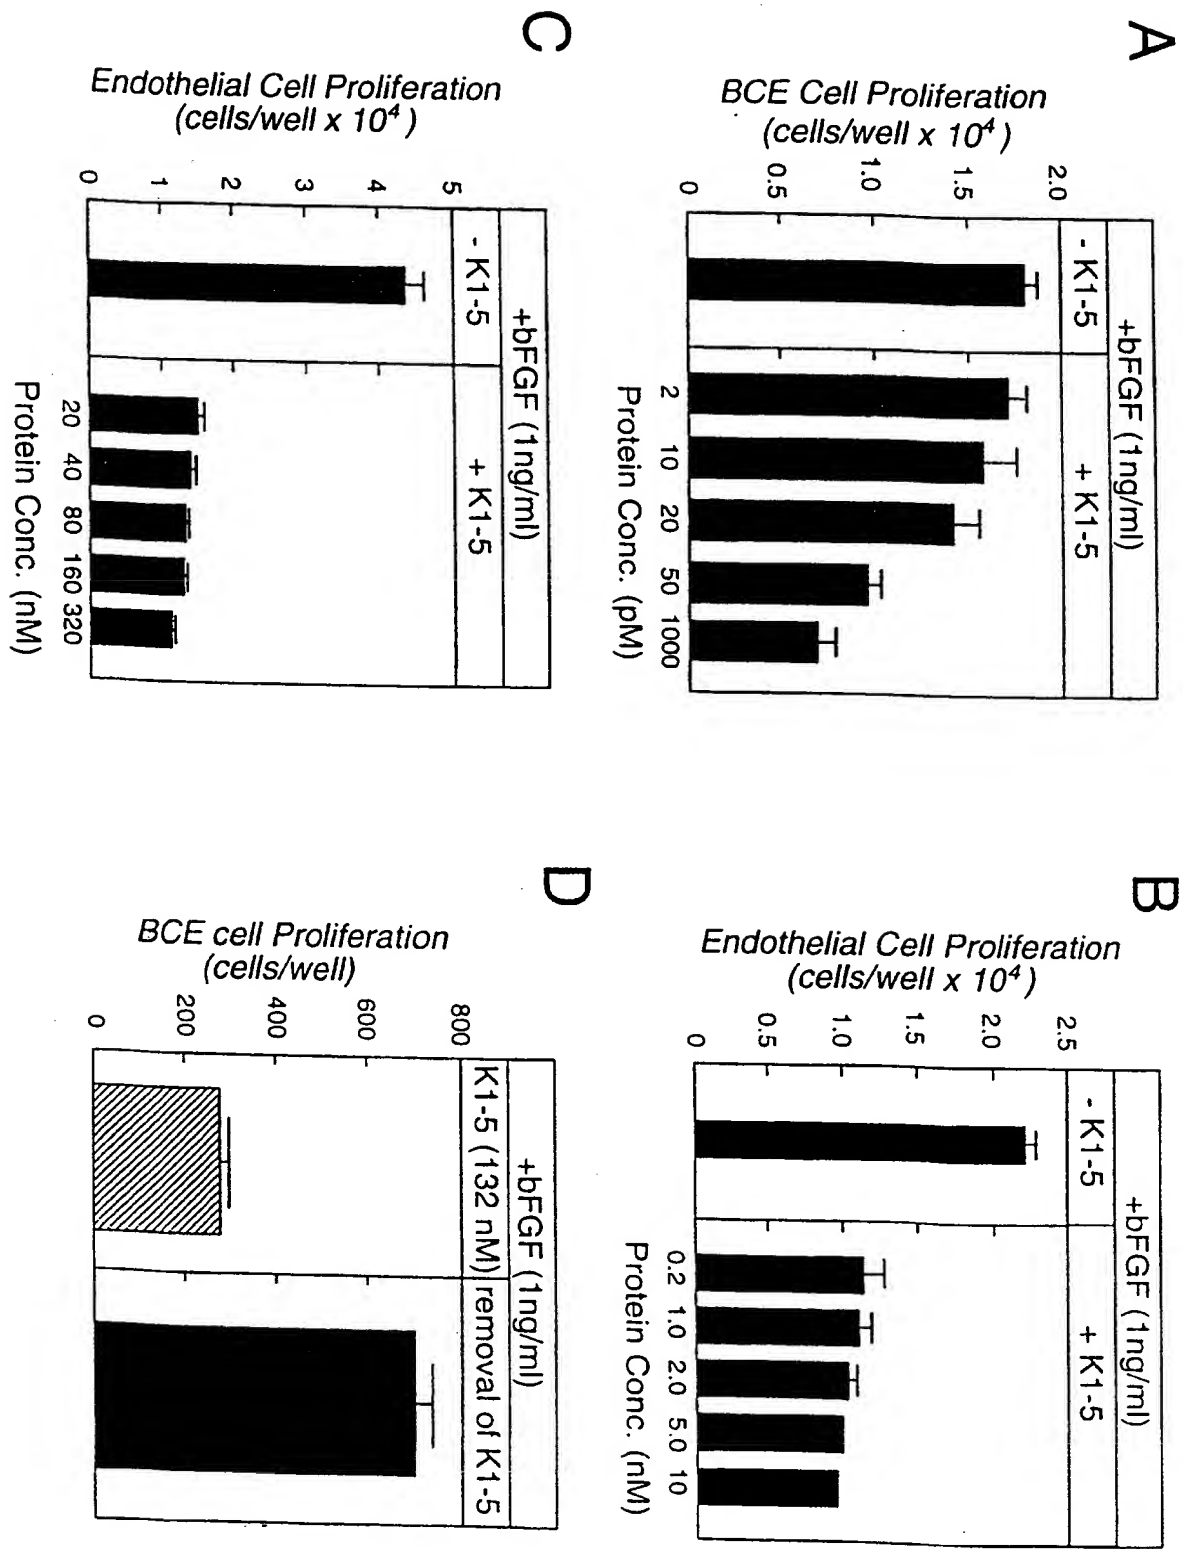 A
BCE Cell Proliferation
(cells/well x 10⁴)
2.0
1.5
1.0
0.5
0
+bFGF (1ng/ml)
- K1-5
+ K1-5
2 10 20 50 1000
Protein Conc. (pM)
B
Endothelial Cell Proliferation
(cells/well x 10⁴)
2.5
2.0
1.5
1.0
0.5
0
+bFGF (1ng/ml)
- K1-5
+ K1-5
0.2 1.0 2.0 5.0 10
Protein Conc. (nM)
C
Endothelial Cell Proliferation
(cells/well x 10⁴)
5
4
3
2
1
0
+bFGF (1ng/ml)
- K1-5
+ K1-5
20 40 80 160 320
Protein Conc. (nM)
D
BCE cell Proliferation
(cells/well)
800
600
400
200
0
+bFGF (1ng/ml)
K1-5 (132 nM)
removal of K1-5